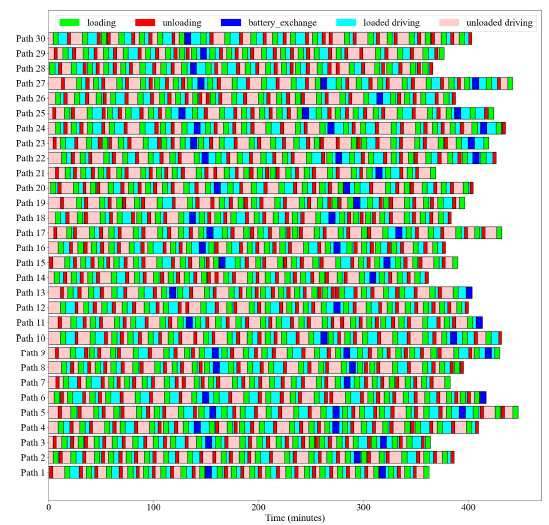 loading unloading battery_exchange loaded driving unloaded driving
Path 30
Path 29
Path 28
Path 27
Path 26
Path 25
Path 24
Path 23
Path 22
Path 21
Path 20
Path 19
Path 18
Path 17
Path 16
Path 15
Path 14
Path 13
Path 12
Path 11
Path 10
Path 9
Path 8
Path 7
Path 6
Path 5
Path 4
Path 3
Path 2
Path 1
0 100 200 300 400
Time (minutes)